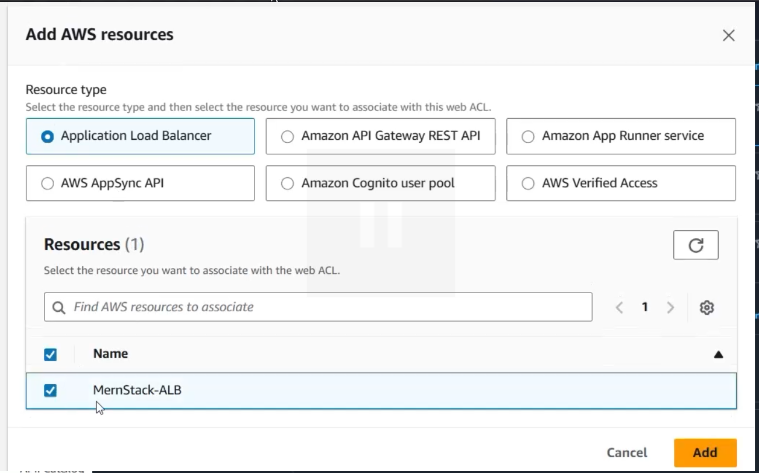 Add AWS resources
Resource type
Select the resource type and then select the resource you want to associate with this web ACL.
Application Load Balancer
Amazon API Gateway REST API
Amazon App Runner service
AWS AppSync API
Amazon Cognito user pool
AWS Verified Access
Resources (1)
Select the resource you want to associate with the web ACL.
Find AWS resources to associate
1
Name
MernStack-ALB
Cancel
Add